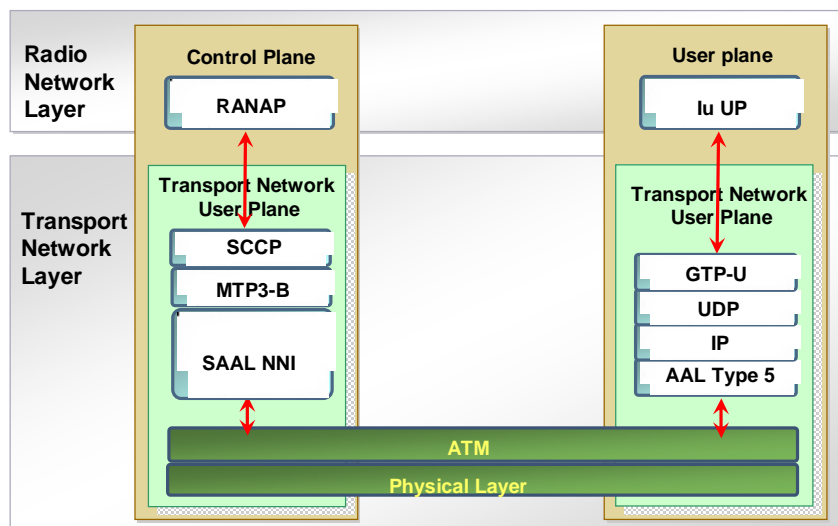 Radio
Network
Layer
Control Plane
RANAP
User plane
Iu UP
Transport
Network
Layer
Transport Network
User Plane
SCCP
MTP3-B
SAAL NNI
Transport Network
User Plane
GTP-U
UDP
IP
AAL Type 5
ATM
Physical Layer